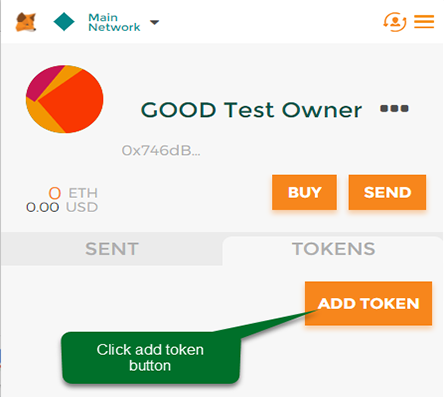 Main
Network
GOOD Test Owner
0x746dB...
0 ETH
0.00 USD
BUY
SEND
SENT
TOKENS
ADD TOKEN
Click add token
button